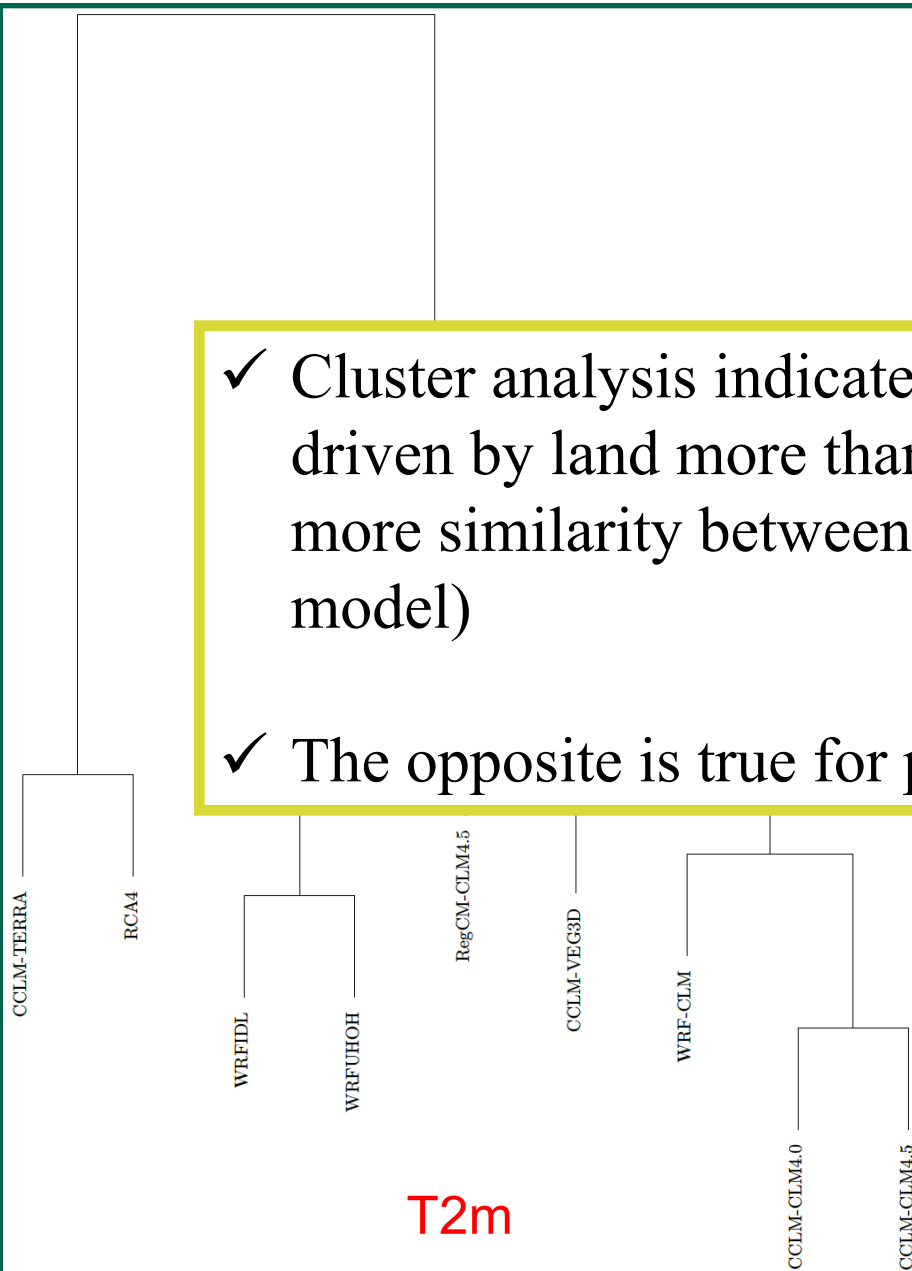 ✓ Cluster analysis indicate
driven by land more than
more similarity between
model)
✓ The opposite is true for
CCLM-TERRA
RCA4
WRFIDL
WRFUHOH
RegCM-CLM4.5
CCLM-VEG3D
WRF-CLM
CCLM-CLM4.0
CCLM-CLM4.5
T2m